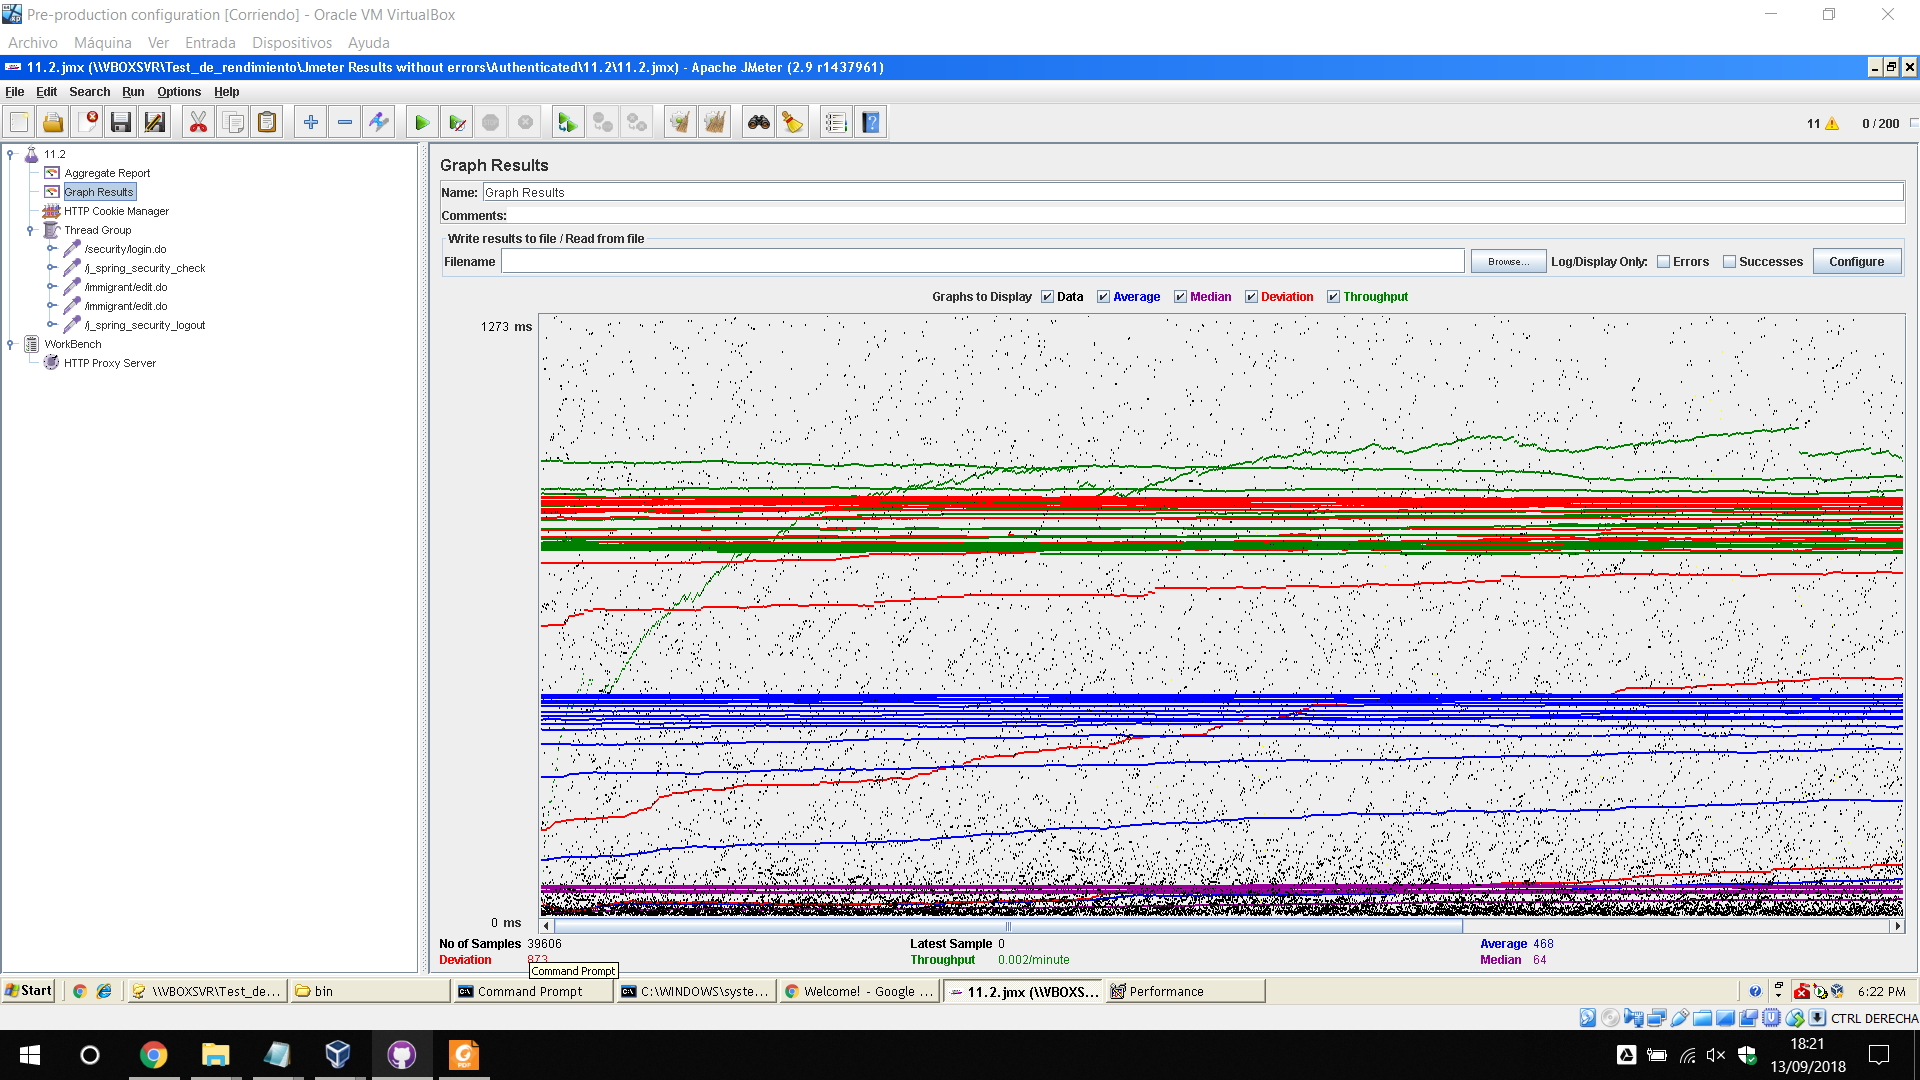 Pre-production configuration [Corriendo] - Oracle VM VirtualBox
Archivo Máquina Ver Entrada Dispositivos Ayuda
11.2.jmx (\\VBOXSVR\Test_de_rendimiento\Jmeter Results without errors\Authenticated\11.2\11.2.jmx) - Apache JMeter (2.9 r1437961)
File Edit Search Run Options Help
11 0 / 200
11.2
Aggregate Report
Graph Results
HTTP Cookie Manager
Thread Group
/security/login.do
/j_spring_security_check
/immigrant/edit.do
/immigrant/edit.do
/j_spring_security_logout
WorkBench
HTTP Proxy Server
Graph Results
Name: Graph Results
Comments:
Write results to file / Read from file
Filename Browse... Log/Display Only: Errors Successes Configure
Graphs to Display Data Average Median Deviation Throughput
1273 ms
0 ms
No of Samples 39606 Latest Sample 0 Average 468
Deviation 873 Throughput 0.002/minute Median 64
Command Prompt
Start \\VBOXSVR\Test_de... bin Command Prompt C:\WINDOWS\syste... Welcome! - Google ... 11.2.jmx (\\VBOXS... Performance 6:22 PM
CTRL DERECHA
18:21
13/09/2018